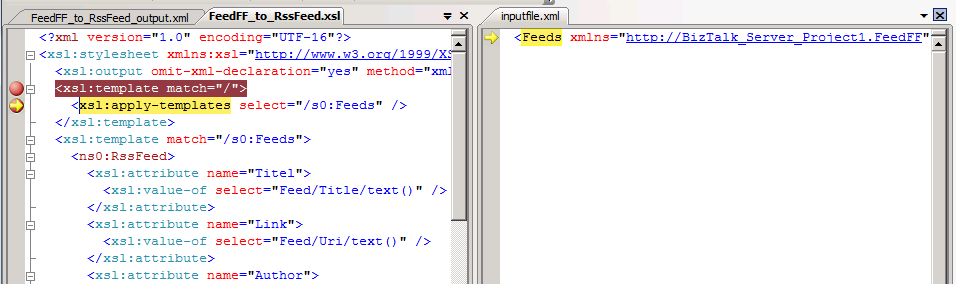 FeedFF_to_RssFeed_output.xml FeedFF_to_RssFeed.xsl
<?xml version="1.0" encoding="UTF-16"?>
<xsl:stylesheet xmlns:xsl="http://www.w3.org/1999/XS
<xsl:output omit-xml-declaration="yes" method="xml
<xsl:template match="/">
<xsl:apply-templates select="/s0:Feeds" />
</xsl:template>
<xsl:template match="/s0:Feeds">
<ns0:RssFeed>
<xsl:attribute name="Titel">
<xsl:value-of select="Feed/Title/text()" />
</xsl:attribute>
<xsl:attribute name="Link">
<xsl:value-of select="Feed/Uri/text()" />
</xsl:attribute>
<xsl:attribute name="Author">
inputfile.xml
<Feeds xmlns="http://BizTalk_Server_Project1.FeedFF"